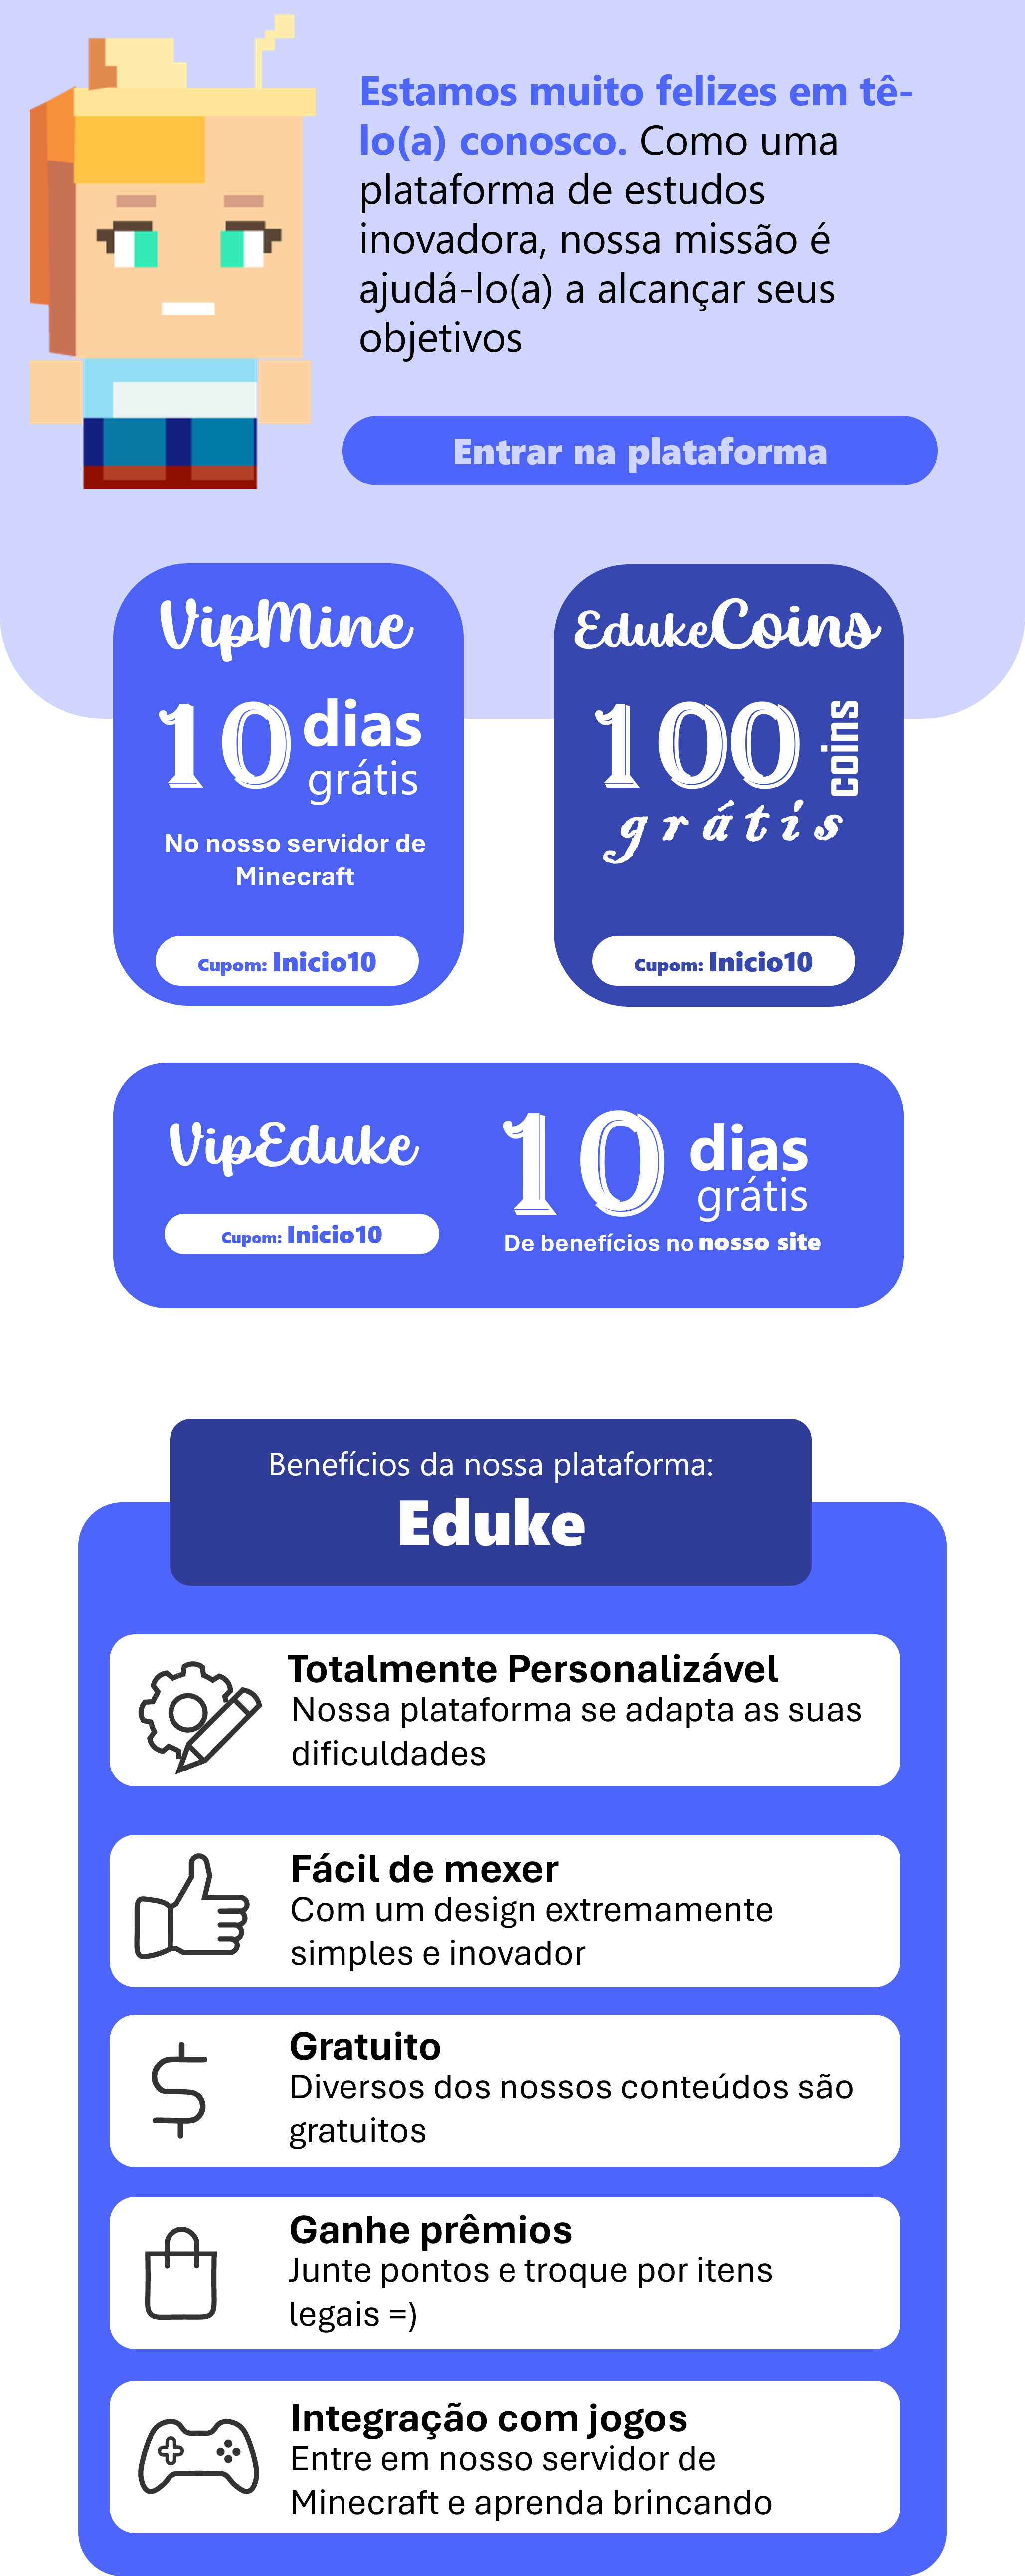 Estamos muito felizes em tê-
lo(a) conosco. Como uma
plataforma de estudos
inovadora, nossa missão é
ajudá-lo(a) a alcançar seus
objetivos
Entrar na plataforma
VipMine
10 dias
grátis
No nosso servidor de
Minecraft
Cupom: Inicio10
EdukeCoins
100 coins
grátis
Cupom: Inicio10
VipEduke
Cupom: Inicio10
10 dias
grátis
De benefícios no nosso site
Benefícios da nossa plataforma:
Eduke
Totalmente Personalizável
Nossa plataforma se adapta as suas
dificuldades
Fácil de mexer
Com um design extremamente
simples e inovador
Gratuito
Diversos dos nossos conteúdos são
gratuitos
Ganhe prêmios
Junte pontos e troque por itens
legais =)
Integração com jogos
Entre em nosso servidor de
Minecraft e aprenda brincando